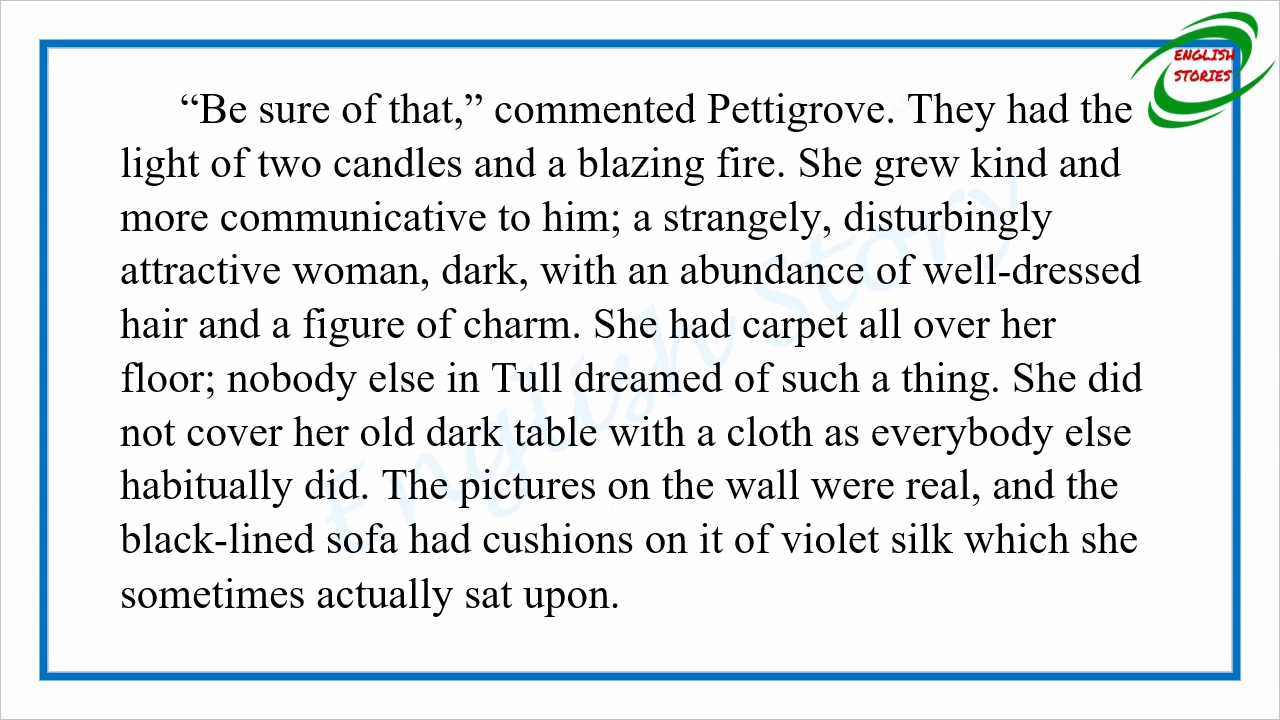 ENGLISH
STORIES
“Be sure of that,” commented Pettigrove. They had the
light of two candles and a blazing fire. She grew kind and
more communicative to him; a strangely, disturbingly
attractive woman, dark, with an abundance of well-dressed
hair and a figure of charm. She had carpet all over her
floor; nobody else in Tull dreamed of such a thing. She did
not cover her old dark table with a cloth as everybody else
habitually did. The pictures on the wall were real, and the
black-lined sofa had cushions on it of violet silk which she
sometimes actually sat upon.
English Story